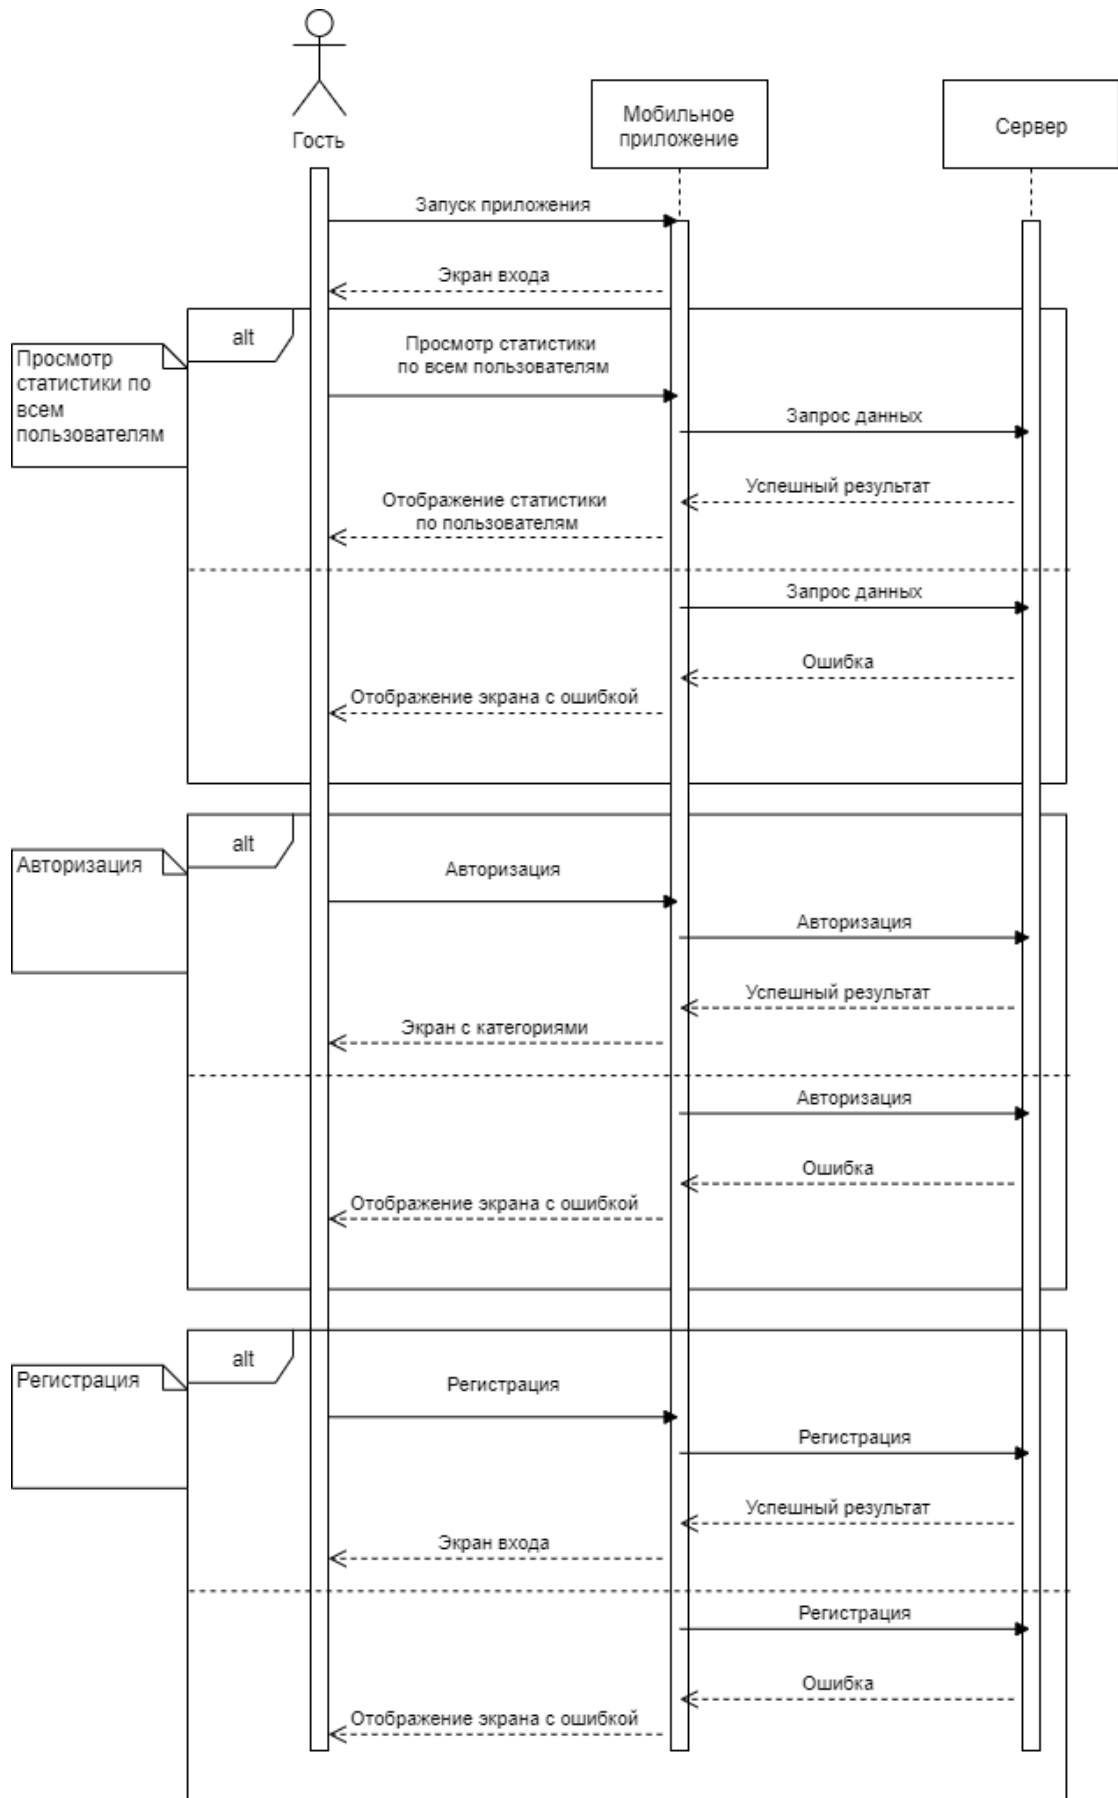 Гость
Мобильное
приложение
Сервер
Запуск приложения
Экран входа
alt
Просмотр
статистики по
всем
пользователям
Просмотр статистики
по всем пользователям
Запрос данных
Успешный результат
Отображение статистики
по пользователям
Запрос данных
Ошибка
Отображение экрана с ошибкой
alt
Авторизация
Авторизация
Авторизация
Успешный результат
Экран с категориями
Авторизация
Ошибка
Отображение экрана с ошибкой
alt
Регистрация
Регистрация
Регистрация
Успешный результат
Экран входа
Регистрация
Ошибка
Отображение экрана с ошибкой